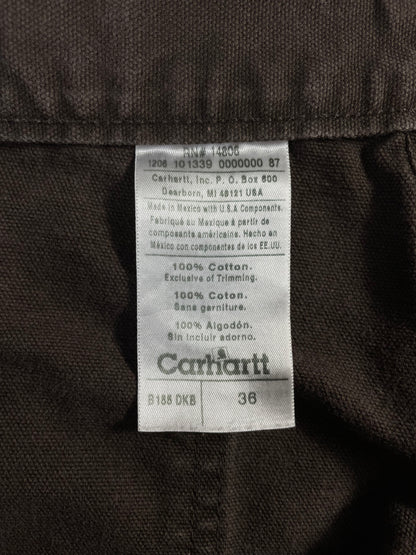 RN# 14806
1206 101339 0000000 87
Carhartt, Inc. P. O. Box 600
Dearborn, MI 48121 USA
Made in Mexico with U.S.A Components.
Fabriqué au Mexique à partir de
composants américains. Hecho en
México con componentes de los EE.UU.
100% Cotton.
Exclusive of Trimming.
100% Coton.
Sans garniture.
100% Algodón.
Sin incluir adorno.
Carhartt
B188 DKB 36